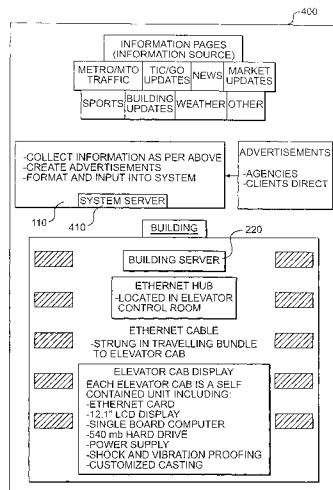 400
INFORMATION PAGES
(INFORMATION SOURCE)
METRO/MTO
TRAFFIC
TIC/GO
UPDATES
NEWS
MARKET
UPDATES
SPORTS
BUILDING
UPDATES
WEATHER
OTHER
-COLLECT INFORMATION AS PER ABOVE
-CREATE ADVERTISEMENTS
-FORMAT AND INPUT INTO SYSTEM
SYSTEM SERVER
ADVERTISEMENTS
-AGENCIES
-CLIENTS DIRECT
110
410
BUILDING
220
BUILDING SERVER
ETHERNET HUB
-LOCATED IN ELEVATOR
CONTROL ROOM
ETHERNET CABLE
- STRUNG IN TRAVELLING BUNDLE
TO ELEVATOR CAB
ELEVATOR CAB DISPLAY
EACH ELEVATOR CAB IS A SELF
CONTAINED UNIT INCLUDING:
-ETHERNET CARD
-12.1" LCD DISPLAY
-SINGLE BOARD COMPUTER
-540 mb HARD DRIVE
-POWER SUPPLY
-SHOCK AND VIBRATION PROOFING
-CUSTOMIZED CASTING